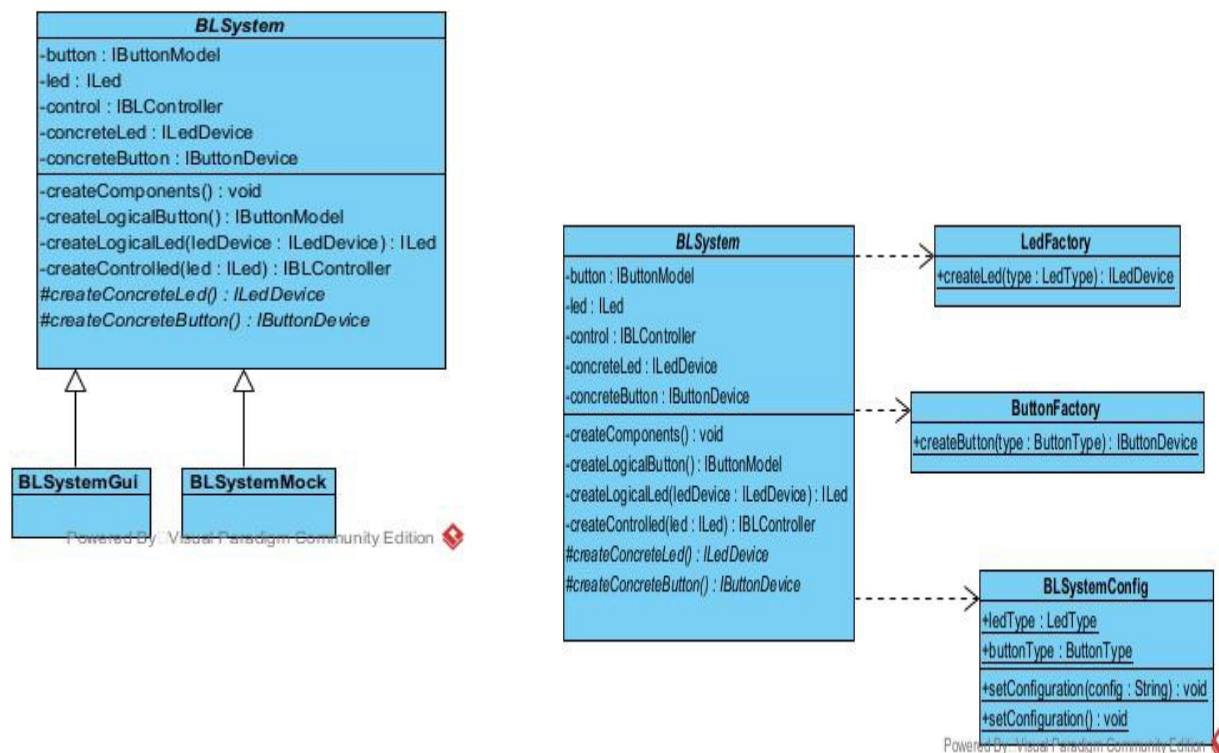 BLSystem
-button : IButtonModel
-led : ILed
-control : IBLController
-concreteLed : ILedDevice
-concreteButton : IButtonDevice
-createComponents() : void
-createLogicalButton() : IButtonModel
-createLogicalLed(ledDevice : ILedDevice) : ILed
-createControlled(led : ILed) : IBLController
#createConcreteLed() : ILedDevice
#createConcreteButton() : IButtonDevice
BLSystemGui
BLSystemMock
Powered By Visual Paradigm Community Edition
BLSystem
-button : IButtonModel
-led : ILed
-control : IBLController
-concreteLed : ILedDevice
-concreteButton : IButtonDevice
-createComponents() : void
-createLogicalButton() : IButtonModel
-createLogicalLed(ledDevice : ILedDevice) : ILed
-createControlled(led : ILed) : IBLController
#createConcreteLed() : ILedDevice
#createConcreteButton() : IButtonDevice
LedFactory
+createLed(type : LedType) : ILedDevice
ButtonFactory
+createButton(type : ButtonType) : IButtonDevice
BLSystemConfig
+ledType : LedType
+buttonType : ButtonType
+setConfiguration(config : String) : void
+setConfiguration() : void
Powered By Visual Paradigm Community Edition